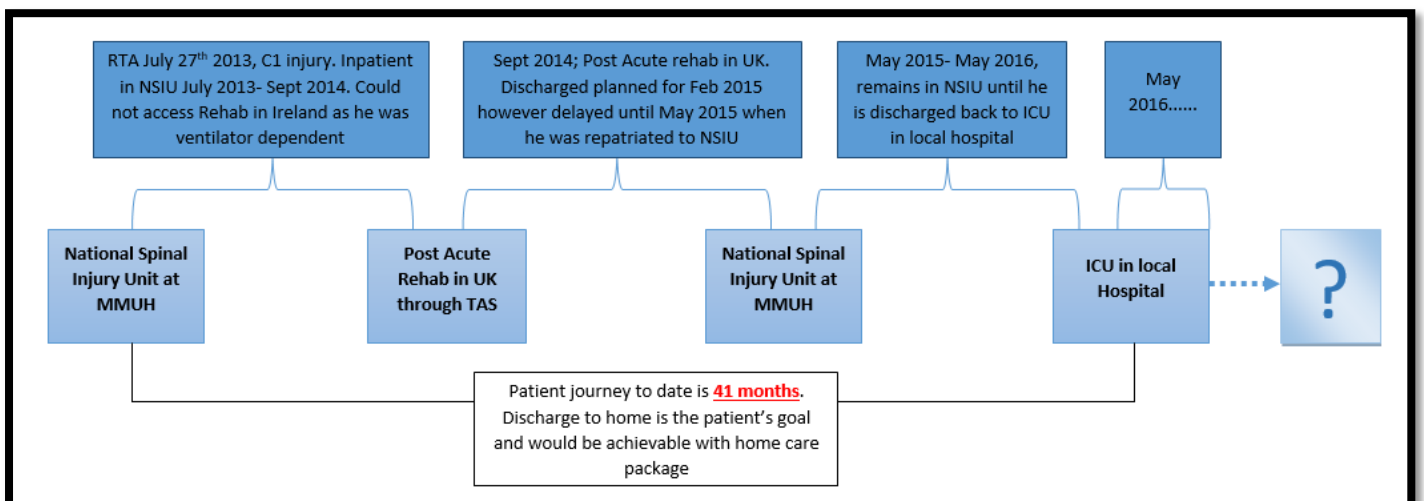 RTA July 27th 2013, C1 injury. Inpatient
in NSIU July 2013- Sept 2014. Could
not access Rehab in Ireland as he was
ventilator dependent
Sept 2014; Post Acute rehab in UK.
Discharged planned for Feb 2015
however delayed until May 2015 when
he was repatriated to NSIU
May 2015- May 2016,
remains in NSIU until he
is discharged back to ICU
in local hospital
May
2016......
National Spinal
Injury Unit at
MMUH
Post Acute
Rehab in UK
through TAS
National Spinal
Injury Unit at
MMUH
ICU in local
Hospital
?
Patient journey to date is 41 months.
Discharge to home is the patient's goal
and would be achievable with home care
package